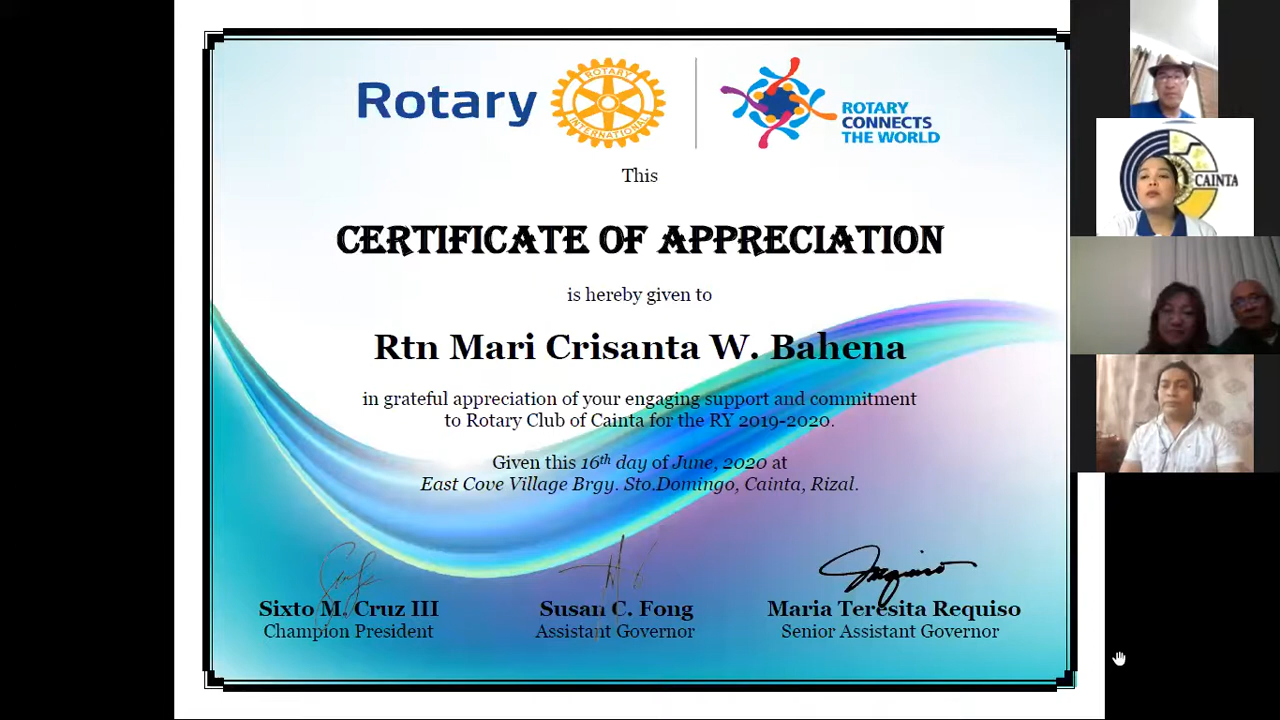 Rotary
ROTARY
INTERNATIONAL
ROTARY
CONNECTS
THE WORLD
This
CERTIFICATE OF APPRECIATION
is hereby given to
Rtn Mari Crisanta W. Bahena
in grateful appreciation of your engaging support and commitment
to Rotary Club of Cainta for the RY 2019-2020.
Given this 16th day of June, 2020 at
East Cove Village Brgy. Sto.Domingo, Cainta, Rizal.
Sixto M. Cruz III
Champion President
Susan C. Fong
Assistant Governor
Requiso
Maria Teresita Requiso
Senior Assistant Governor
CAINTA